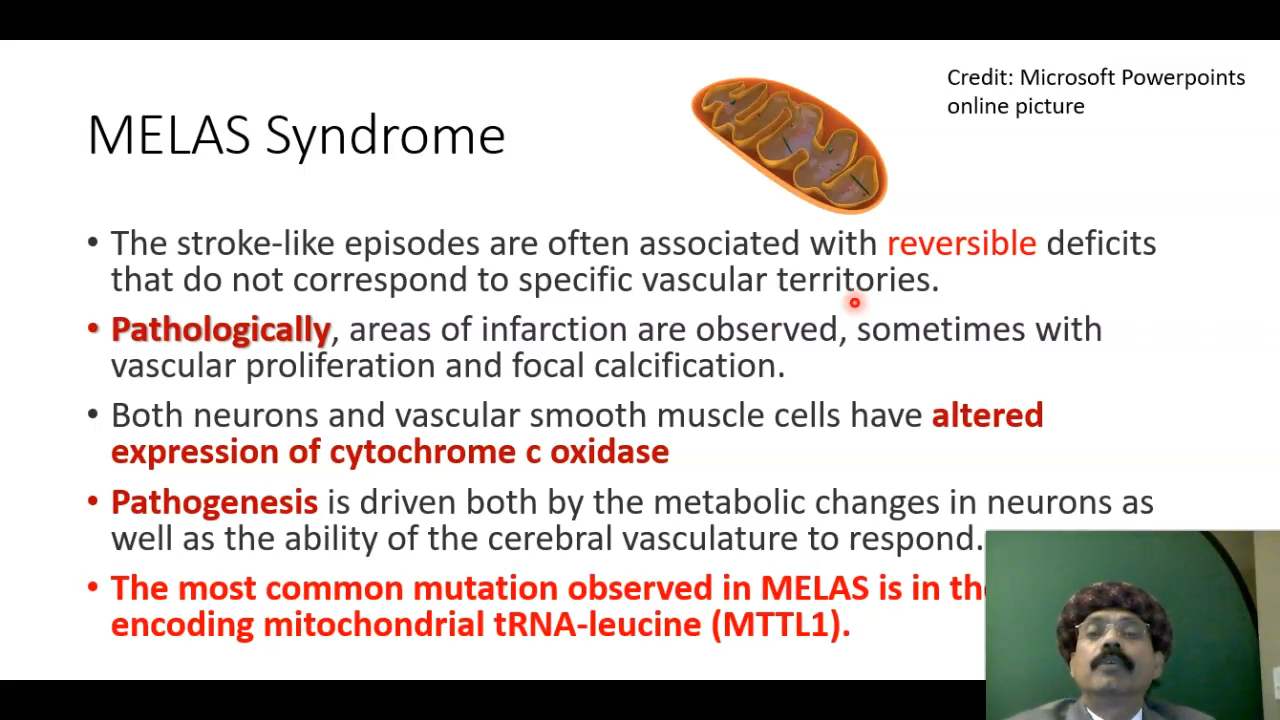 Credit: Microsoft Powerpoints
online picture
MELAS Syndrome
• The stroke-like episodes are often associated with reversible deficits
that do not correspond to specific vascular territories.
• Pathologically, areas of infarction are observed, sometimes with
vascular proliferation and focal calcification.
• Both neurons and vascular smooth muscle cells have altered
expression of cytochrome c oxidase
• Pathogenesis is driven both by the metabolic changes in neurons as
well as the ability of the cerebral vasculature to respond.
• The most common mutation observed in MELAS is in
encoding mitochondrial tRNA-leucine (MTTL1).